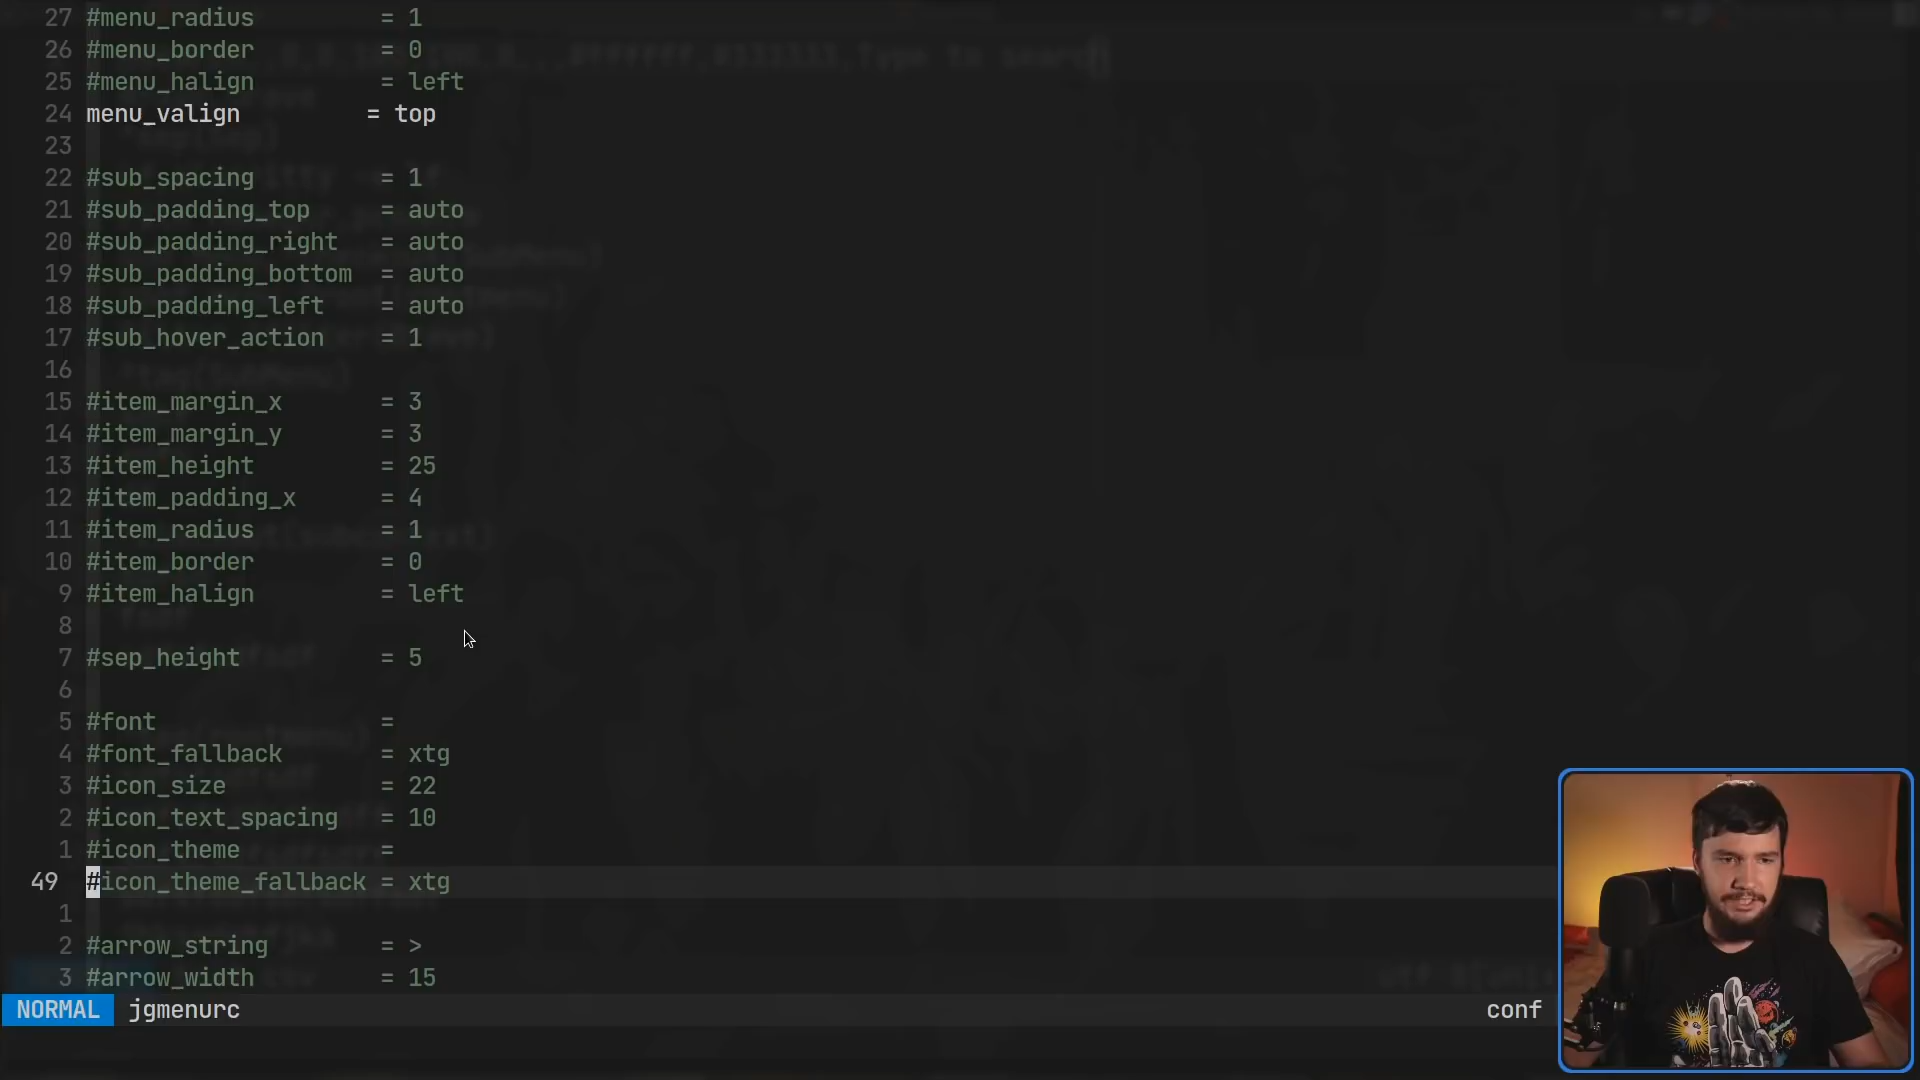 27 #menu_radius         = 1
26 #menu_border         = 0
25 #menu_halign         = left
24 menu_valign         = top
23
22 #sub_spacing         = 1
21 #sub_padding_top     = auto
20 #sub_padding_right   = auto
19 #sub_padding_bottom  = auto
18 #sub_padding_left    = auto
17 #sub_hover_action    = 1
16
15 #item_margin_x       = 3
14 #item_margin_y       = 3
13 #item_height         = 25
12 #item_padding_x      = 4
11 #item_radius         = 1
10 #item_border         = 0
9 #item_halign         = left
8
7 #sep_height          = 5
6
5 #font                =
4 #font_fallback       = xtg
3 #icon_size           = 22
2 #icon_text_spacing   = 10
1 #icon_theme          =
49 #icon_theme_fallback = xtg
1
2 #arrow_string        = >
3 #arrow_width         = 15
NORMAL jgmenurc conf